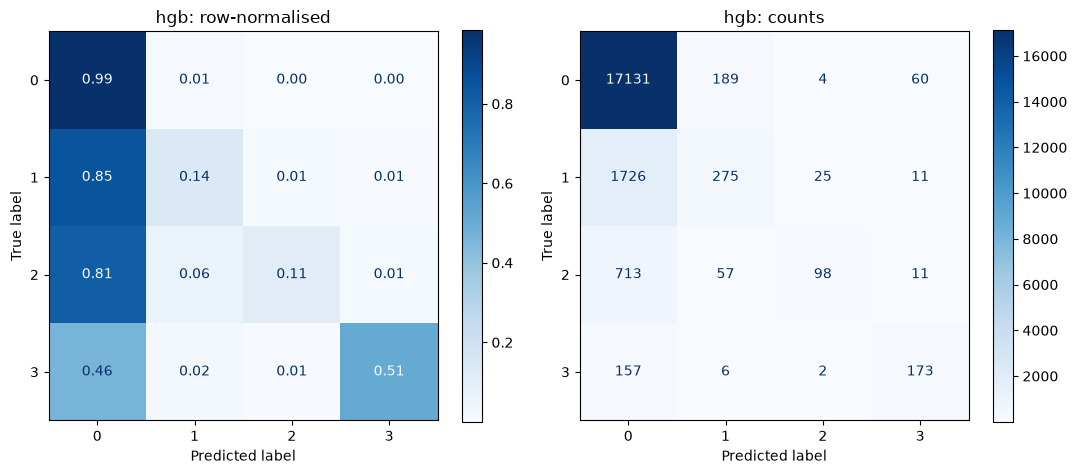 hgb: row-normalised
0 0.99 0.01 0.00 0.00
1 0.85 0.14 0.01 0.01
2 0.81 0.06 0.11 0.01
3 0.46 0.02 0.01 0.51
0 1 2 3
Predicted label
True label
0.8
0.6
0.4
0.2
hgb: counts
0 17131 189 4 60
1 1726 275 25 11
2 713 57 98 11
3 157 6 2 173
0 1 2 3
Predicted label
True label
16000
14000
12000
10000
8000
6000
4000
2000